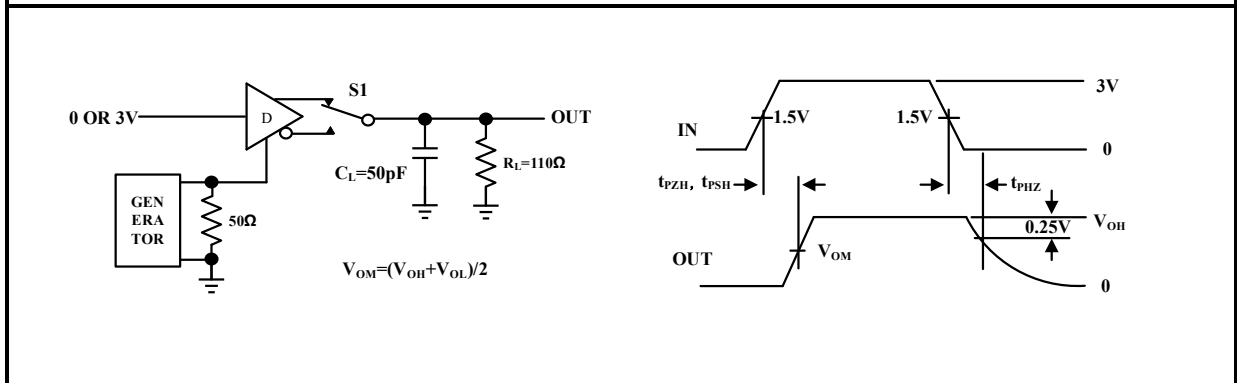 S1
0 OR 3V
D
OUT
C_L=50pF
R_L=110Ω
GEN
ERA
TOR
50Ω
V_OM=(V_OH+V_OL)/2
3V
IN
1.5V
1.5V
0
t_PZH, t_PSH
t_PHZ
V_OH
0.25V
OUT
V_OM
0